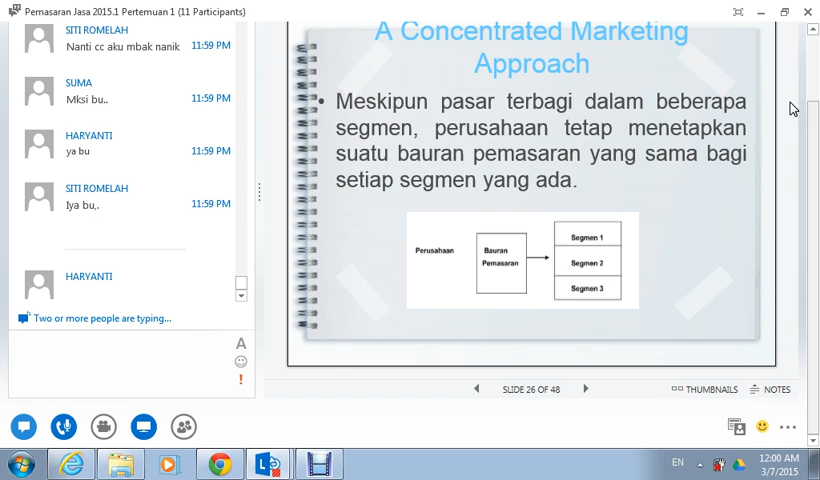 Pemasaran Jasa 2015.1 Pertemuan 1 (11 Participants)
SITI ROMELAH
Nanti cc aku mbak nanik 11:59 PM
SUMA
Mksi bu.. 11:59 PM
HARYANTI
ya bu 11:59 PM
SITI ROMELAH
Iya bu,. 11:59 PM
HARYANTI
Two or more people are typing...
A
A Concentrated Marketing
Approach
• Meskipun pasar terbagi dalam beberapa
segmen, perusahaan tetap menetapkan
suatu bauran pemasaran yang sama bagi
setiap segmen yang ada.
Perusahaan
Bauran
Pemasaran
Segmen 1
Segmen 2
Segmen 3
SLIDE 26 OF 48
THUMBNAILS
NOTES
EN
12:00 AM
3/7/2015